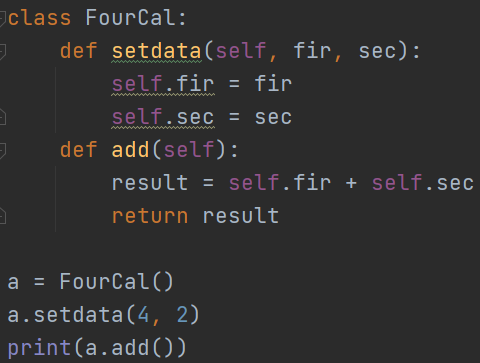 class FourCal:
    def setdata(self, fir, sec):
        self.fir = fir
        self.sec = sec
    def add(self):
        result = self.fir + self.sec
        return result

a = FourCal()
a.setdata(4, 2)
print(a.add())